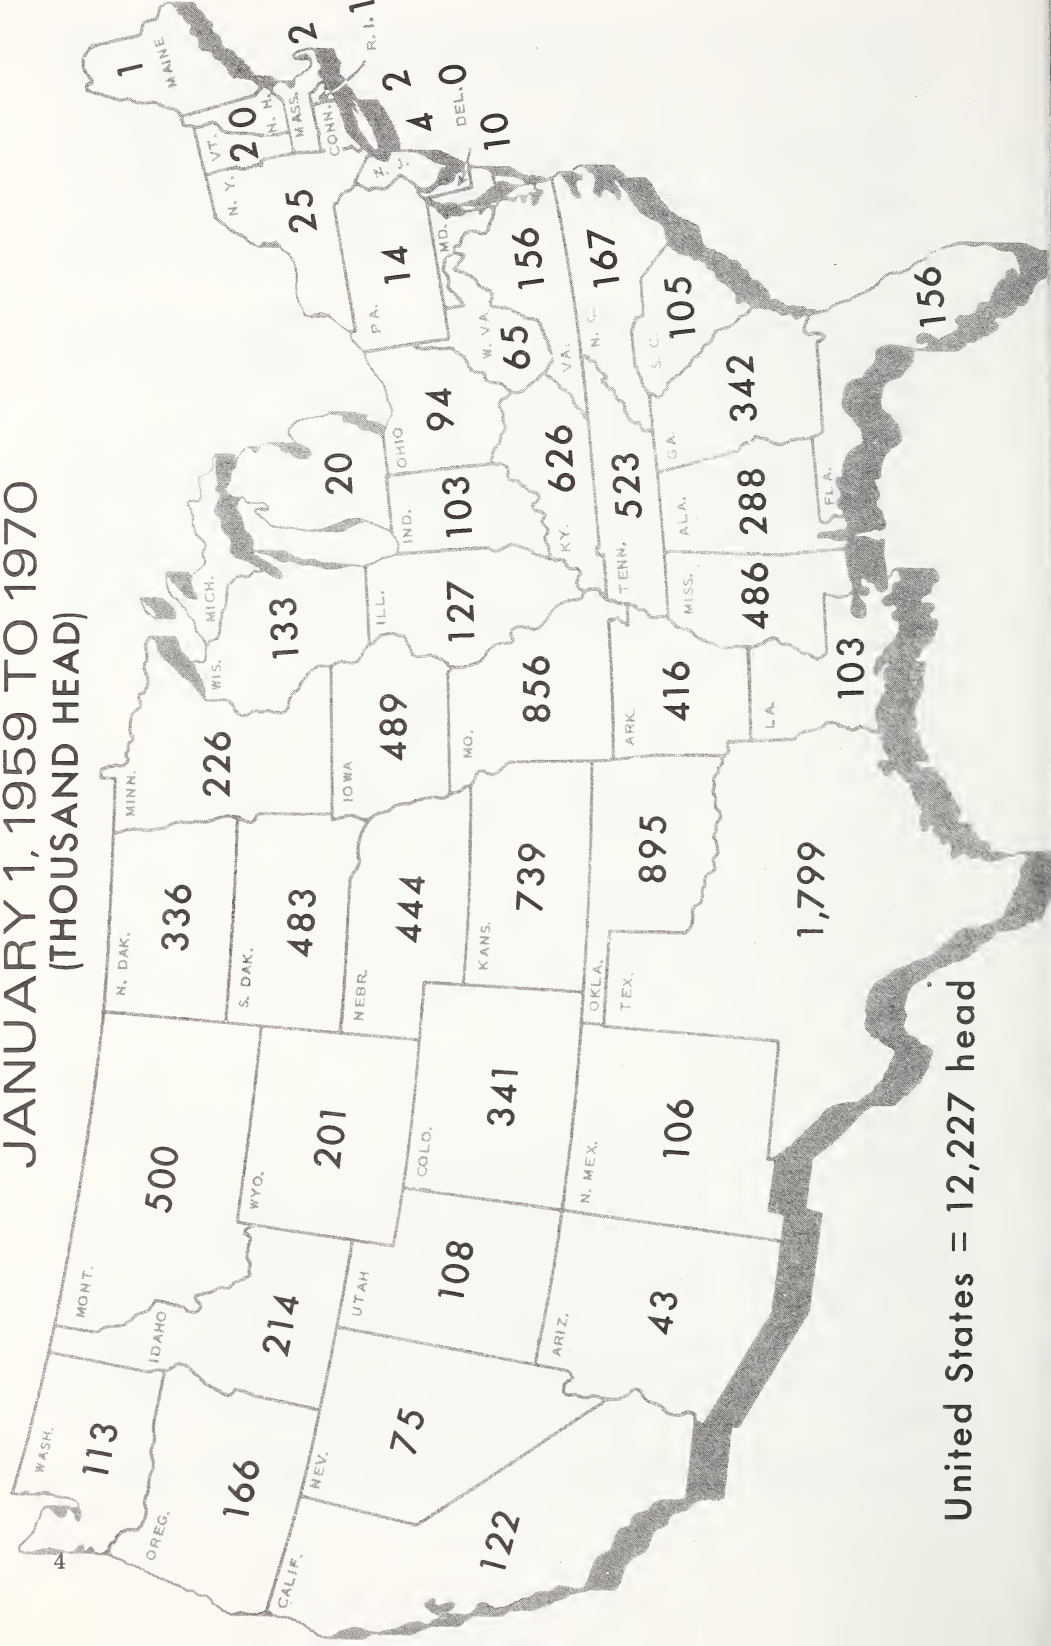 JANUARY 1, 1959 TO 1970
(THOUSAND HEAD)
WASH.
113
OREG.
166
CALIF.
122
NEV.
75
IDAHO
214
MONT.
500
WYO.
201
UTAH
108
COLO.
341
ARIZ.
43
N. MEX.
106
N. DAK.
336
S. DAK.
483
NEBR.
444
KANS.
739
OKLA.
895
TEX.
1,799
MINN.
226
IOWA
489
MO.
856
ARK.
416
LA.
103
WIS.
133
MICH.
20
ILL.
127
IND.
103
OHIO
94
KY.
626
TENN.
523
MISS.
486
ALA.
288
GA.
342
FLA.
156
S. C.
105
N. C.
167
VA.
156
W. VA.
65
MD.
10
DEL. 0
N. J.
4
PA.
14
N. Y.
25
CONN.
2
R. I. 1
MASS.
2
VT.
2
N. H.
0
MAINE
1
United States = 12,227 head
4